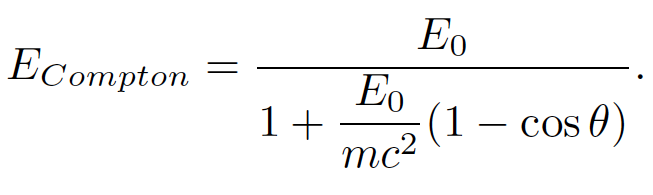 E_{Compton} = \frac{E_0}{1 + \frac{E_0}{mc^2}(1 - \cos\theta)}.